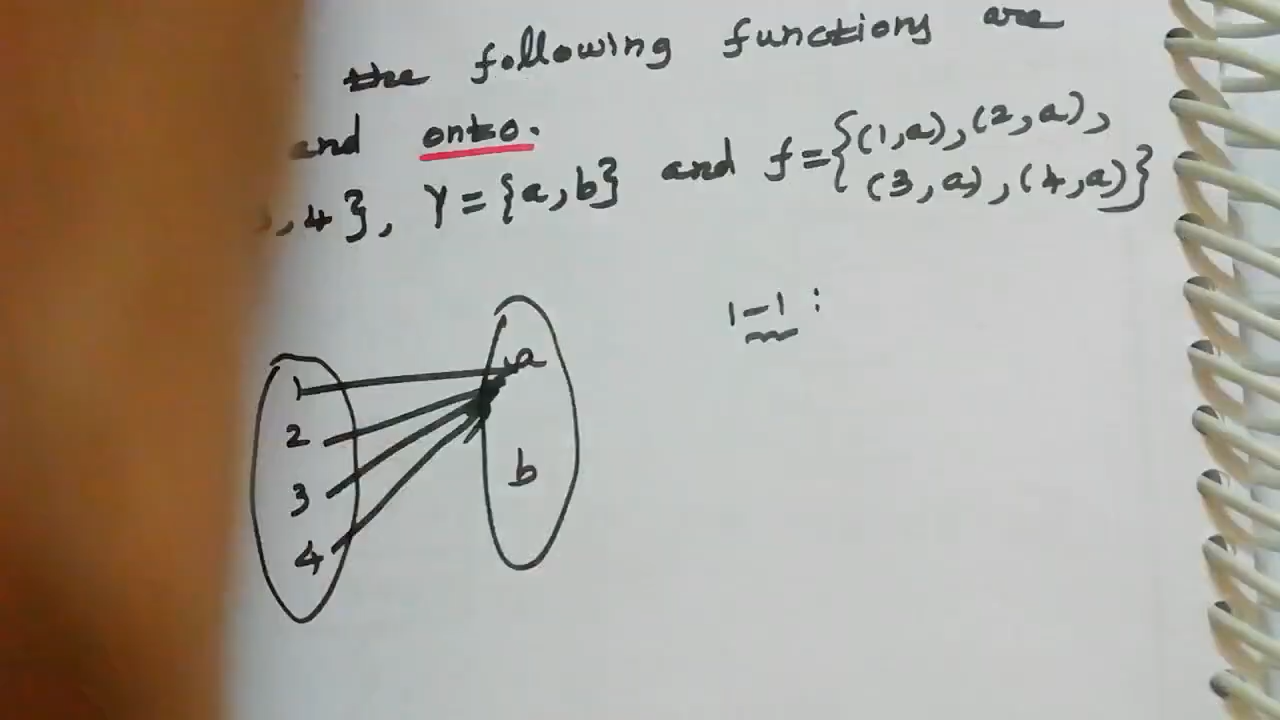 the following functions are
and onto.
,4}, Y={a,b} and f={(1,a),(2,a),
(3,a),(4,a)}
1-1:
1
2
3
4
a
b